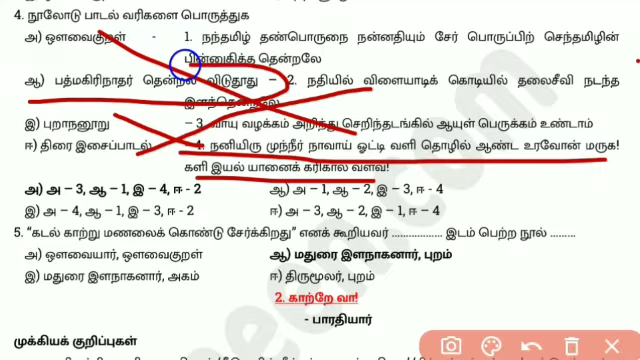 4. நூலோடு பாடல் வரிகளை பொருத்துக
அ) ஔவைகுறள் - 1. நந்தமிழ் தண்பொருநை நன்னதியும் சேர் பொருப்பிற் செந்தமிழின்
பின்னுதித்த தென்றலே
ஆ) பத்மகிரிநாதர் தென்றல் விடுதூது – 2. நதியில் விளையாடிக் கொடியில் தலைசீவி நடந்த
இளந்தென்றலே
இ) புறாநனூறு – 3. வாயு வழக்கம் அறிந்து செறிந்தடங்கில் ஆயுள் பெருக்கம் உண்டாம்
ஈ) திரை இசைப்பாடல் – 4. நனியிரு முந்நீர் நாவாய் ஓட்டி வளி தொழில் ஆண்ட உரவோன் மருக!
களி இயல் யானைக் கரிகால வளவ!
அ) அ – 3, ஆ – 1, இ – 4, ஈ - 2 ஆ) அ – 1, ஆ – 2, இ – 3, ஈ - 4
இ) அ – 4, ஆ – 1, இ – 3, ஈ - 2 ஈ) அ – 3, ஆ – 2, இ – 1, ஈ – 4
5. “கடல் காற்று மணலைக் கொண்டு சேர்கிறது” எனக் கூறியவர் ................. இடம் பெற்ற நூல் .........
அ) ஔவையார், ஔவைகுறள் ஆ) மதுரை இளநாகனார், புறம்
இ) மதுரை இளநாகனார், அகம் ஈ) திருமூலர், புறம்
2. காற்றே வா!
- பாரதியார்
முக்கியக் குறிப்புகள்